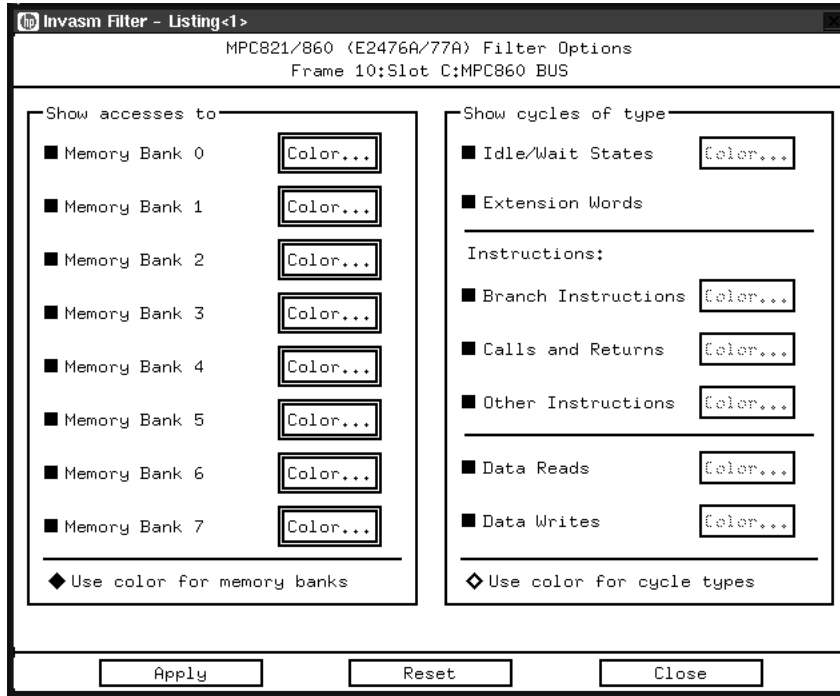 hp Invasm Filter - Listing<1>
MPC821/860 (E2476A/77A) Filter Options
Frame 10:Slot C:MPC860 BUS
Show accesses to
Memory Bank 0 Color...
Memory Bank 1 Color...
Memory Bank 2 Color...
Memory Bank 3 Color...
Memory Bank 4 Color...
Memory Bank 5 Color...
Memory Bank 6 Color...
Memory Bank 7 Color...
Use color for memory banks
Show cycles of type
Idle/Wait States Color...
Extension Words
Instructions:
Branch Instructions Color...
Calls and Returns Color...
Other Instructions Color...
Data Reads Color...
Data Writes Color...
Use color for cycle types
Apply Reset Close